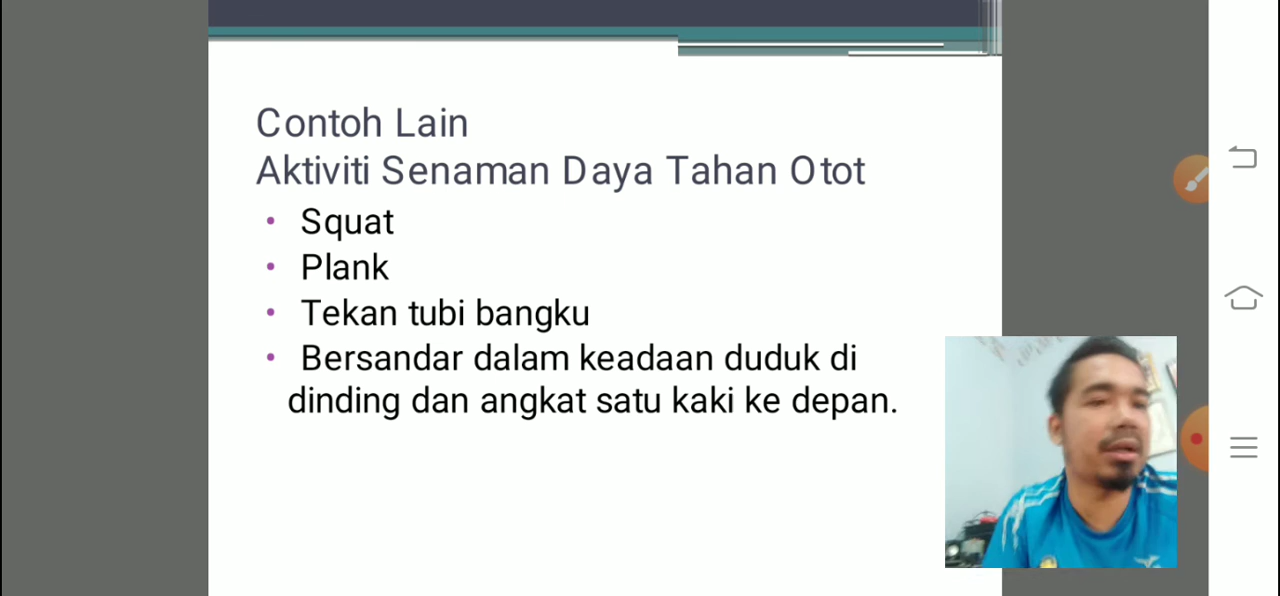 Contoh Lain
Aktiviti Senaman Daya Tahan Otot
• Squat
• Plank
• Tekan tubi bangku
• Bersandar dalam keadaan duduk di
dinding dan angkat satu kaki ke depan.